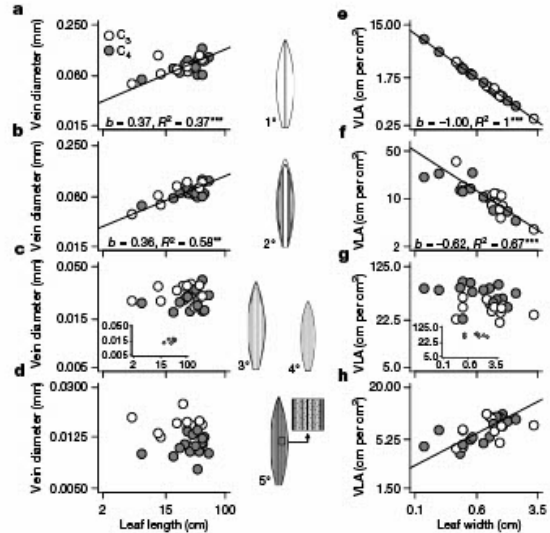 a
Vein diameter (mm)
0.250
0.060
0.015
C3
C4
b = 0.37, R² = 0.37***
1°
e
VLA (cm per cm²)
15.00
1.75
0.25
b = −1.00, R² = 1***
b
Vein diameter (mm)
0.250
0.060
0.015
b = 0.36, R² = 0.58**
2°
f
VLA (cm per cm²)
50
10
2
b = −0.62, R² = 0.67***
c
Vein diameter (mm)
0.050
0.015
0.005
0.050
0.015
0.005
2 15 100
3°
4°
g
VLA (cm per cm²)
125.0
22.5
5.0
125.0
22.5
5.0
0.1 0.6 3.5
d
Vein diameter (mm)
0.0300
0.0125
0.0050
2 13 100
Leaf length (cm)
5°
h
VLA (cm per cm²)
20.00
5.25
1.50
0.1 0.6 3.5
Leaf width (cm)